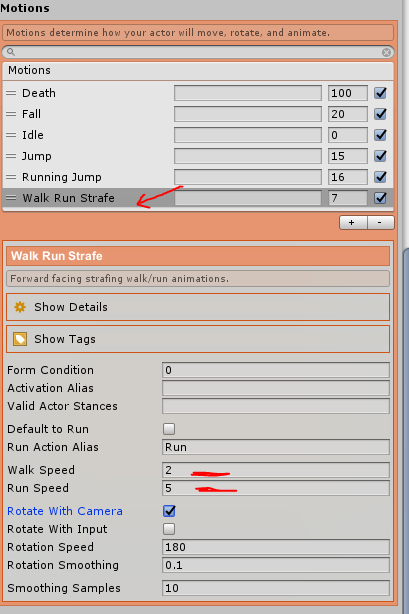 Motions
Motions determine how your actor will move, rotate, and animate.
Motions
Death 100
Fall 20
Idle 0
Jump 15
Running Jump 16
Walk Run Strafe 7
+ -
Walk Run Strafe
Forward facing strafing walk/run animations.
Show Details
Show Tags
Form Condition 0
Activation Alias
Valid Actor Stances
Default to Run
Run Action Alias Run
Walk Speed 2
Run Speed 5
Rotate With Camera
Rotate With Input
Rotation Speed 180
Rotation Smoothing 0.1
Smoothing Samples 10